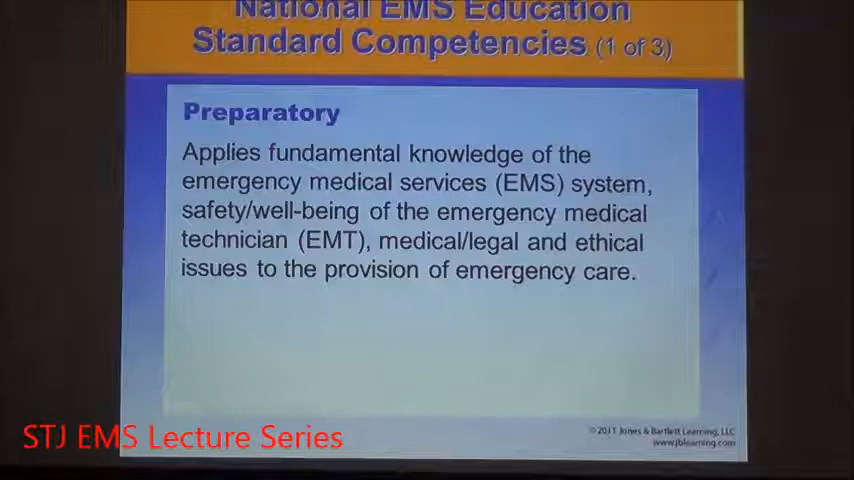 National EMS Education
Standard Competencies (1 of 3)
Preparatory
Applies fundamental knowledge of the
emergency medical services (EMS) system,
safety/well-being of the emergency medical
technician (EMT), medical/legal and ethical
issues to the provision of emergency care.
© 2011 Jones & Bartlett Learning, LLC
www.jblearning.com
STJ EMS Lecture Series